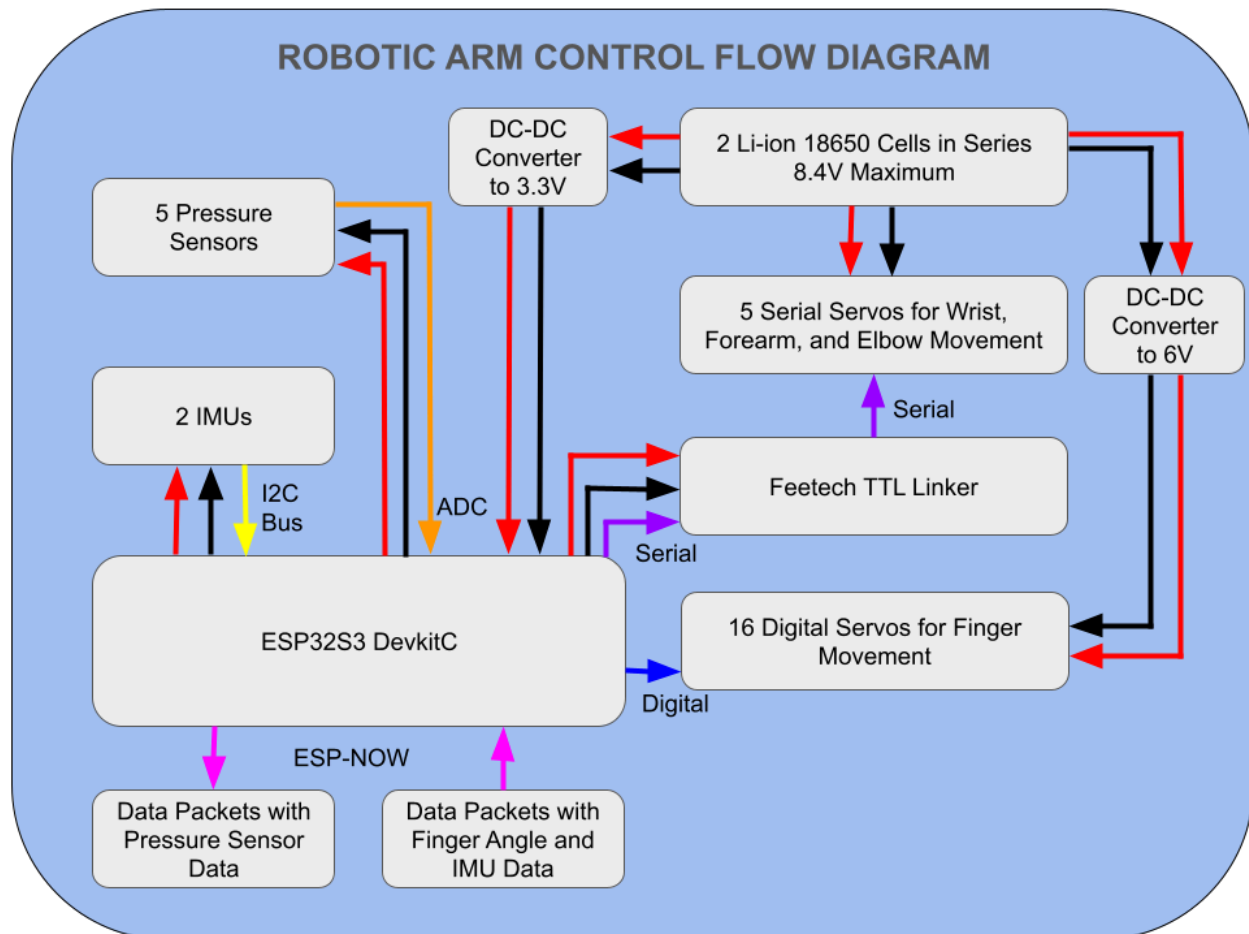 ROBOTIC ARM CONTROL FLOW DIAGRAM
DC-DC
Converter
to 3.3V
2 Li-ion 18650 Cells in Series
8.4V Maximum
5 Pressure
Sensors
5 Serial Servos for Wrist,
Forearm, and Elbow Movement
DC-DC
Converter
to 6V
2 IMUs
Serial
I2C
Bus
ADC
Feetech TTL Linker
Serial
ESP32S3 DevkitC
16 Digital Servos for Finger
Movement
Digital
ESP-NOW
Data Packets with
Pressure Sensor
Data
Data Packets with
Finger Angle and
IMU Data